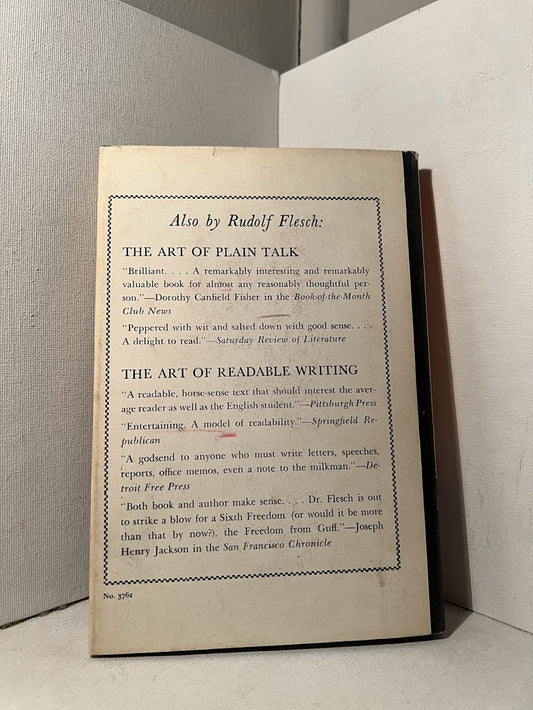 Also by Rudolf Flesch:
THE ART OF PLAIN TALK
"Brilliant. . . . A remarkably interesting and remarkably
valuable book for almost any reasonably thoughtful per-
son."—Dorothy Canfield Fisher in the Book-of-the-Month
Club News
"Peppered with wit and salted down with good sense. . . .
A delight to read."—Saturday Review of Literature
THE ART OF READABLE WRITING
"A readable, horse-sense text that should interest the aver-
age reader as well as the English student."—Pittsburgh Press
"Entertaining. A model of readability."—Springfield Re-
publican
"A godsend to anyone who must write letters, speeches,
reports, office memos, even a note to the milkman."—De-
troit Free Press
"Both book and author make sense. . . . Dr. Flesch is out
to strike a blow for a Sixth Freedom (or would it be more
than that by now?), the Freedom from Guff."—Joseph
Henry Jackson in the San Francisco Chronicle
No. 3762